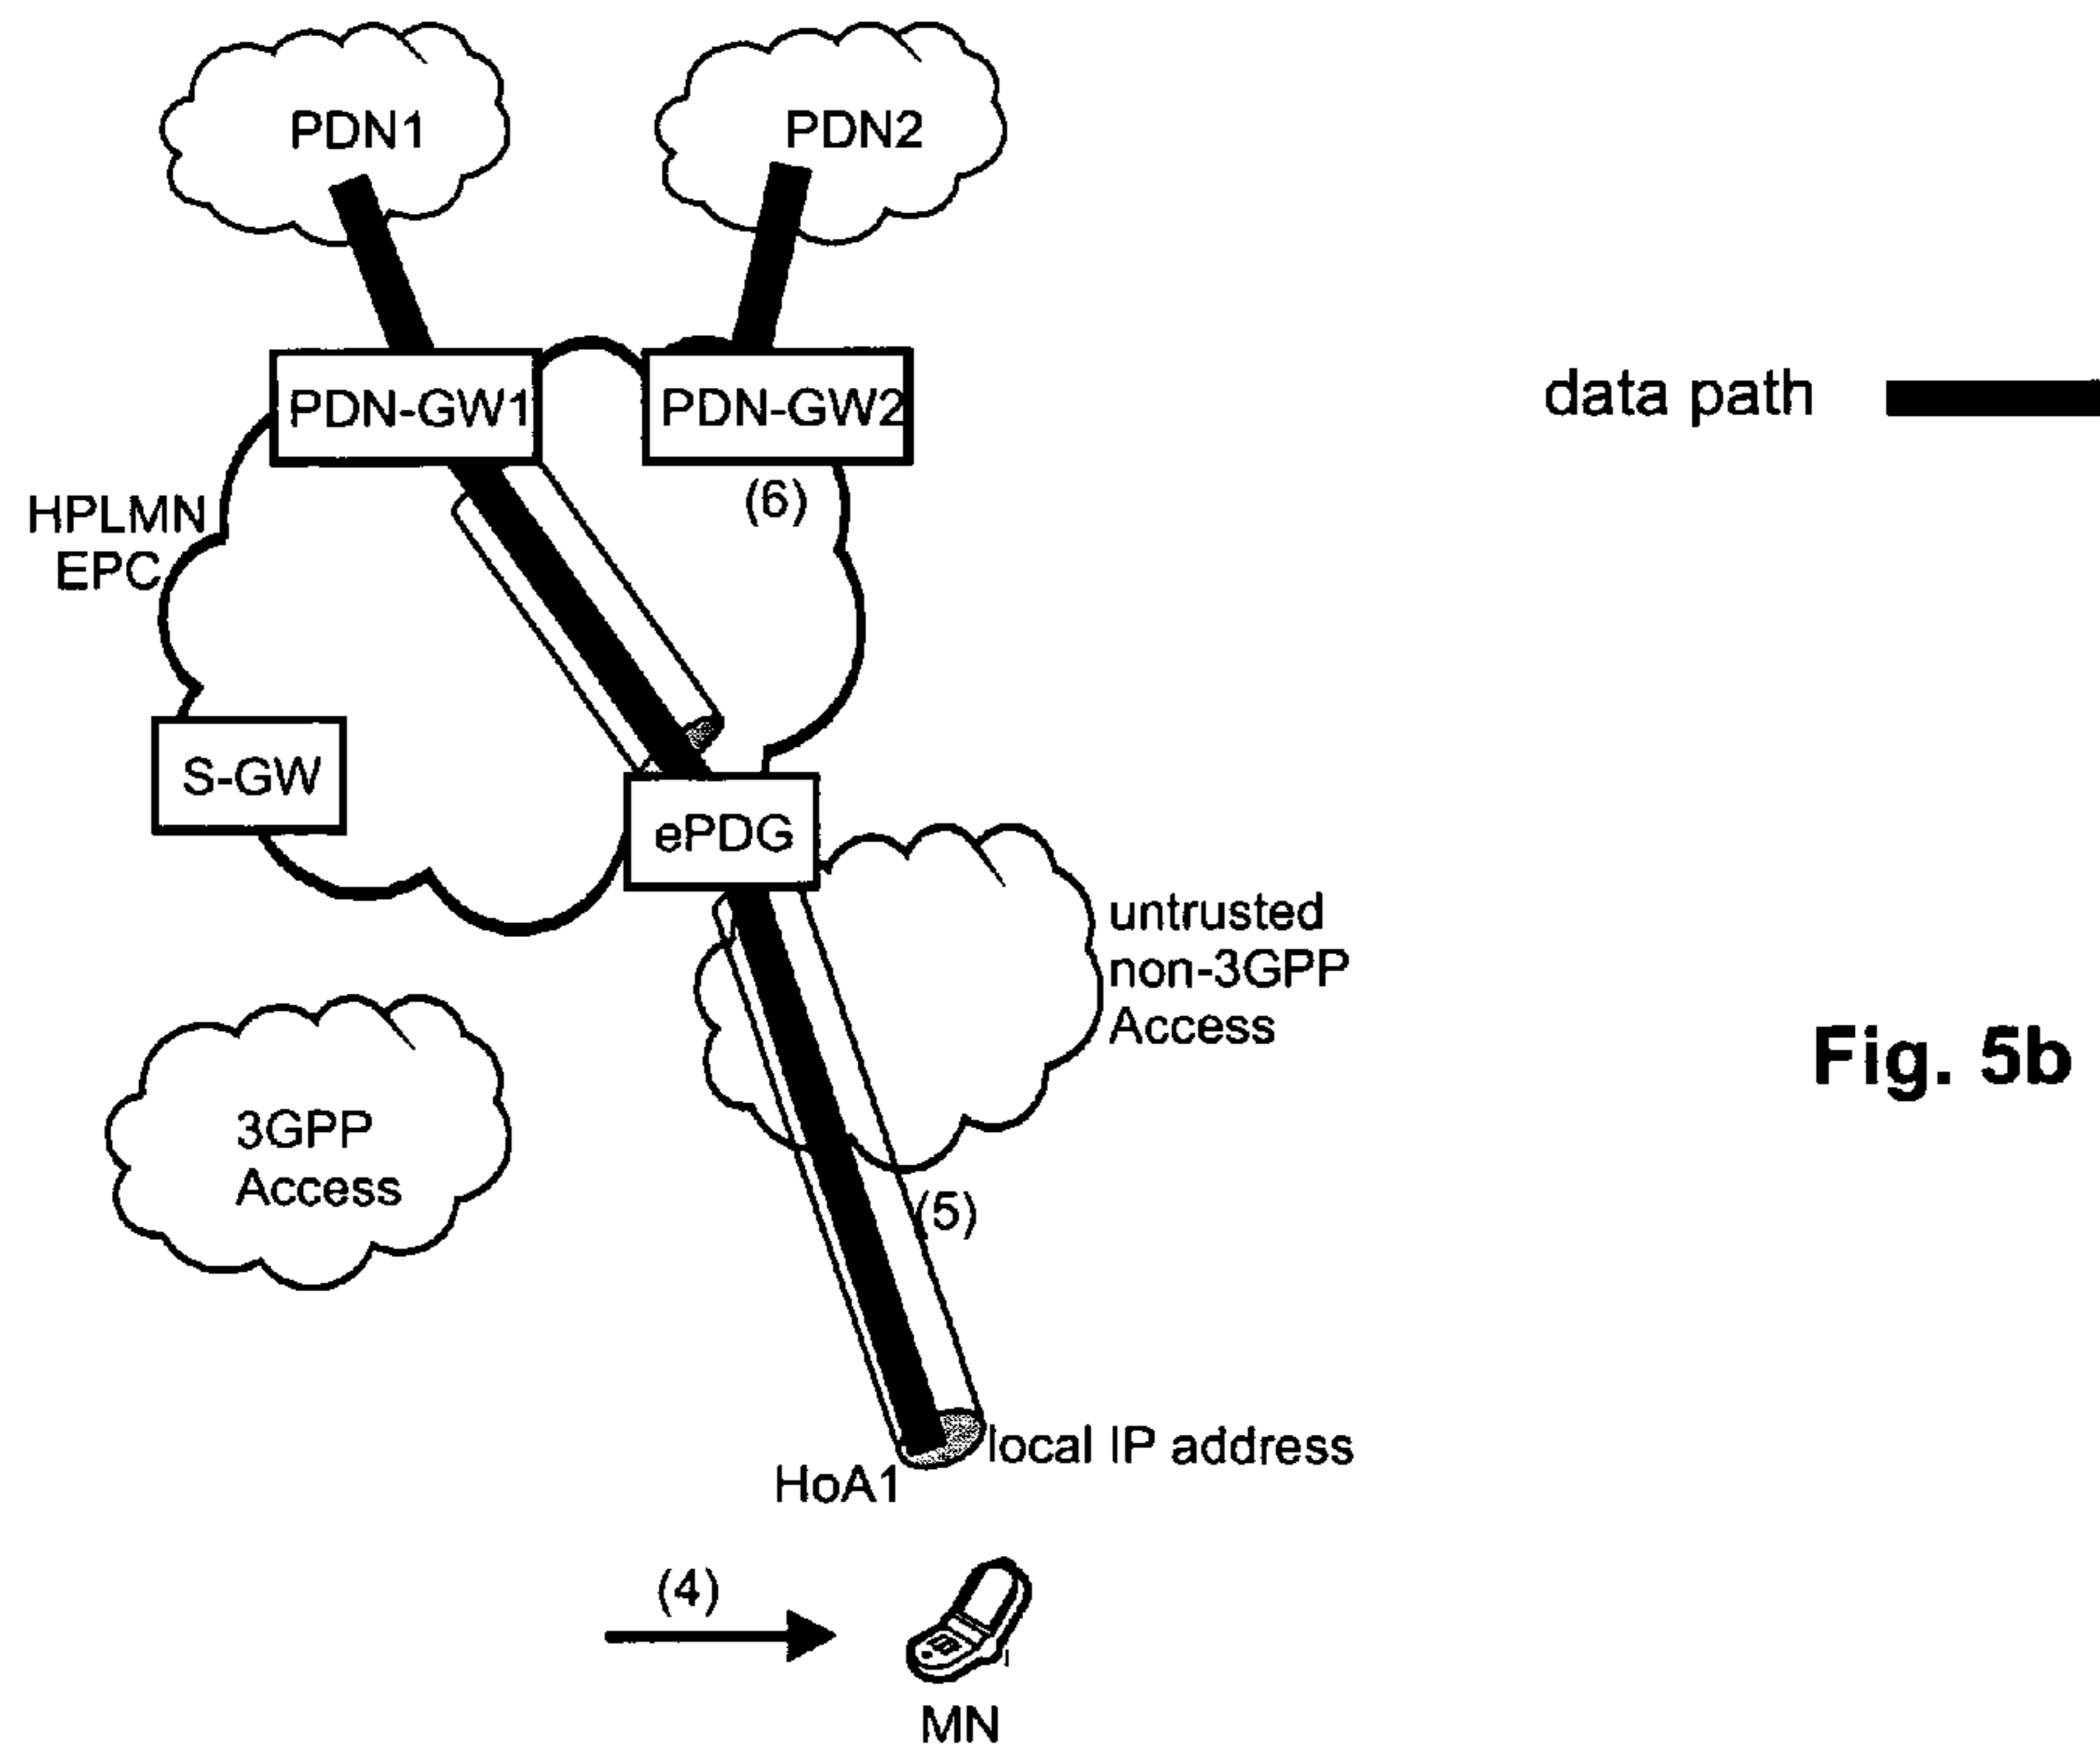 PDN1
PDN2
PDN-GW1
PDN-GW2
data path
HPLMN
EPC
(6)
S-GW
ePDG
untrusted
non-3GPP
Access
Fig. 5b
3GPP
Access
(5)
local IP address
HoA1
(4)
MN